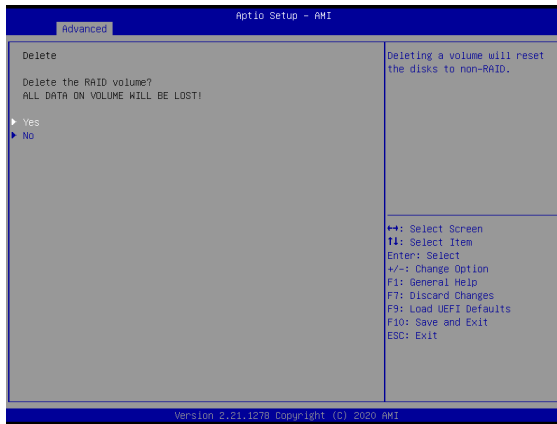 Aptio Setup - AMI
Advanced
Delete
Delete the RAID volume?
ALL DATA ON VOLUME WILL BE LOST!
Yes
No
Deleting a volume will reset
the disks to non-RAID.
↔: Select Screen
↑↓: Select Item
Enter: Select
+/-: Change Option
F1: General Help
F7: Discard Changes
F9: Load UEFI Defaults
F10: Save and Exit
ESC: Exit
Version 2.21.1278 Copyright (C) 2020 AMI